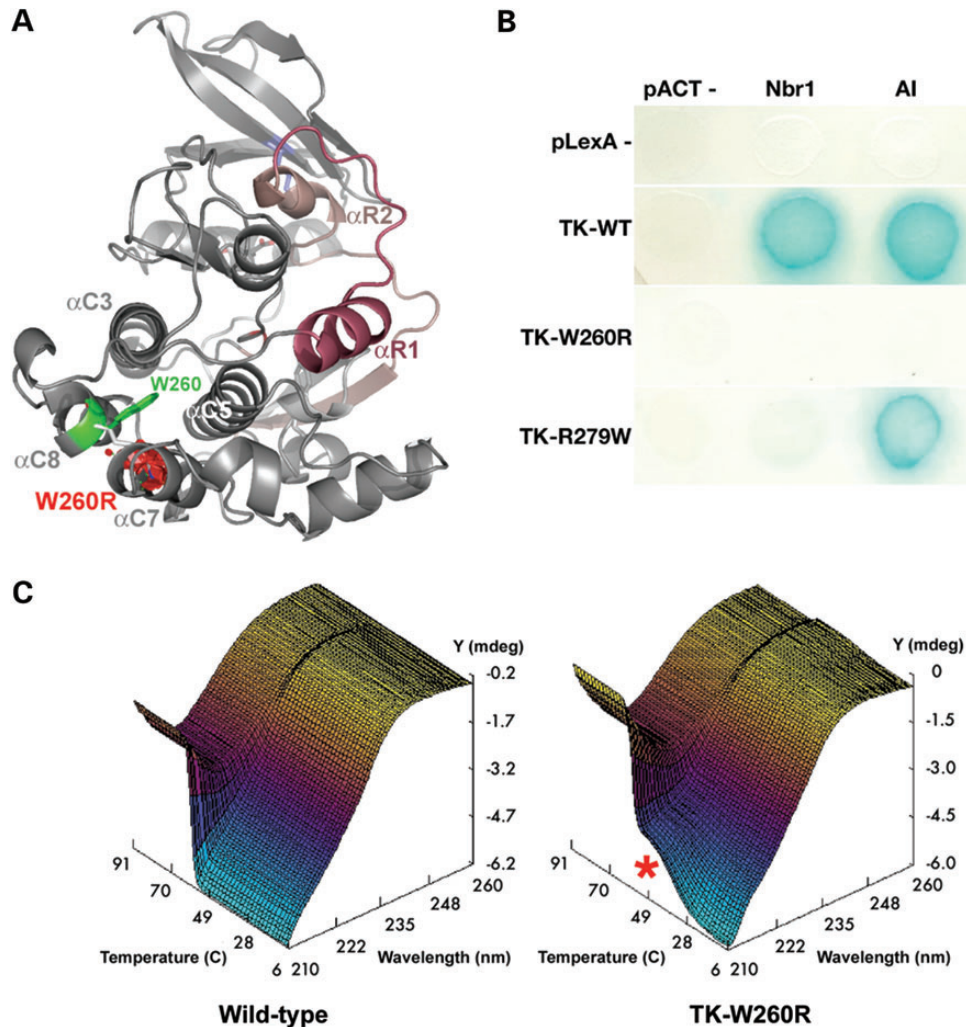 A
αR2
αC3
αR1
W260
αC5
αC8
W260R
αC7
B
pACT - Nbr1 AI
pLexA -
TK-WT
TK-W260R
TK-R279W
C
Y (mdeg)
-0.2
-1.7
-3.2
-4.7
-6.2
91
70
49
28
6
210
222
235
248
260
Temperature (C)
Wavelength (nm)
Wild-type
Y (mdeg)
0
-1.5
-3.0
-4.5
-6.0
91
70
*
49
28
6
210
222
235
248
260
Temperature (C)
Wavelength (nm)
TK-W260R